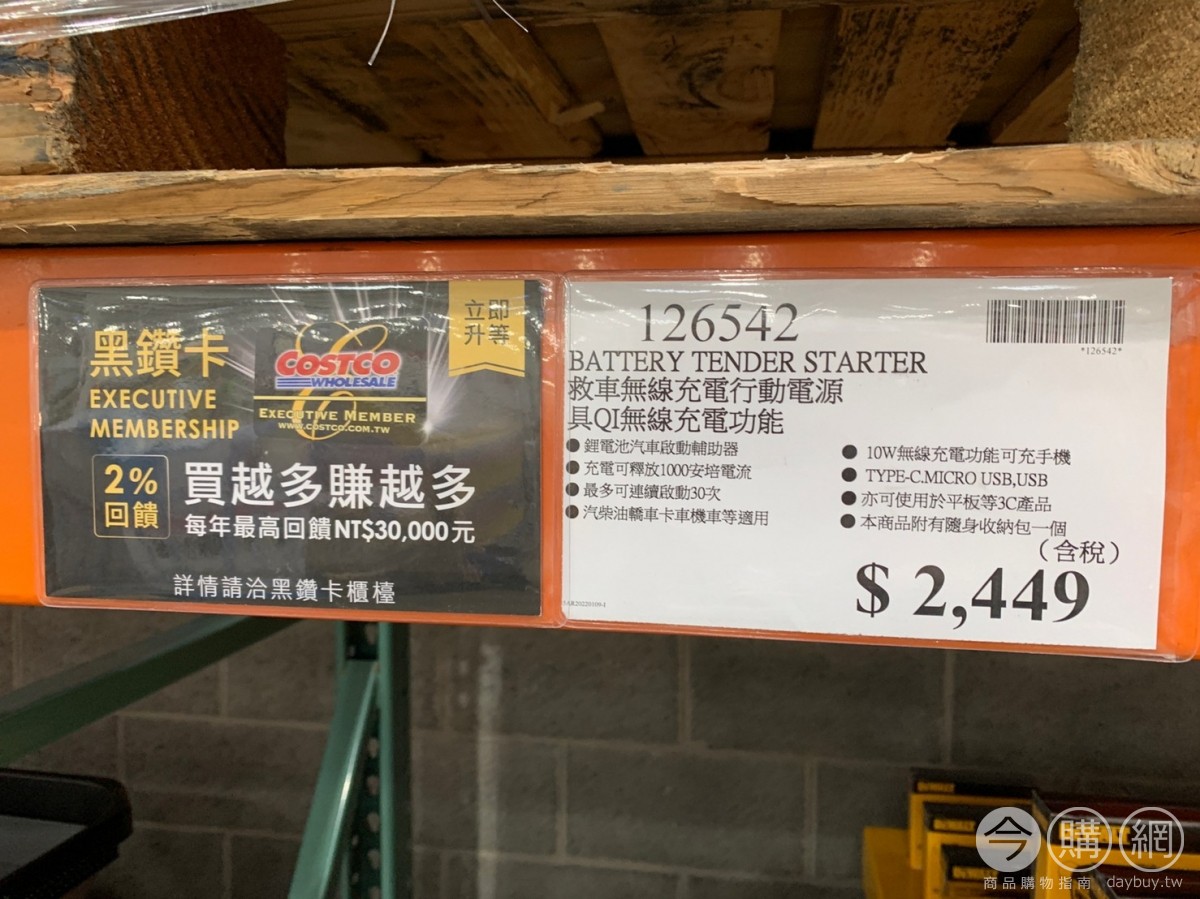 黑鑽卡
EXECUTIVE
MEMBERSHIP
COSTCO
WHOLESALE
EXECUTIVE MEMBER
WWW.COSTCO.COM.TW
立即
升等
2%
回饋
買越多賺越多
每年最高回饋NT$30,000元
詳情請洽黑鑽卡櫃檯
126542
*126542*
BATTERY TENDER STARTER
救車無線充電行動電源
具QI無線充電功能
● 鋰電池汽車啟動輔助器
● 充電可釋放1000安培電流
● 最多可連續啟動30次
● 汽柴油轎車卡車機車等適用
● 10W無線充電功能可充手機
● TYPE-C.MICRO USB,USB
● 亦可使用於平板等3C產品
● 本商品附有隨身收納包一個
（含稅）
$ 2,449
今購網
商品購物指南 daybuy.tw